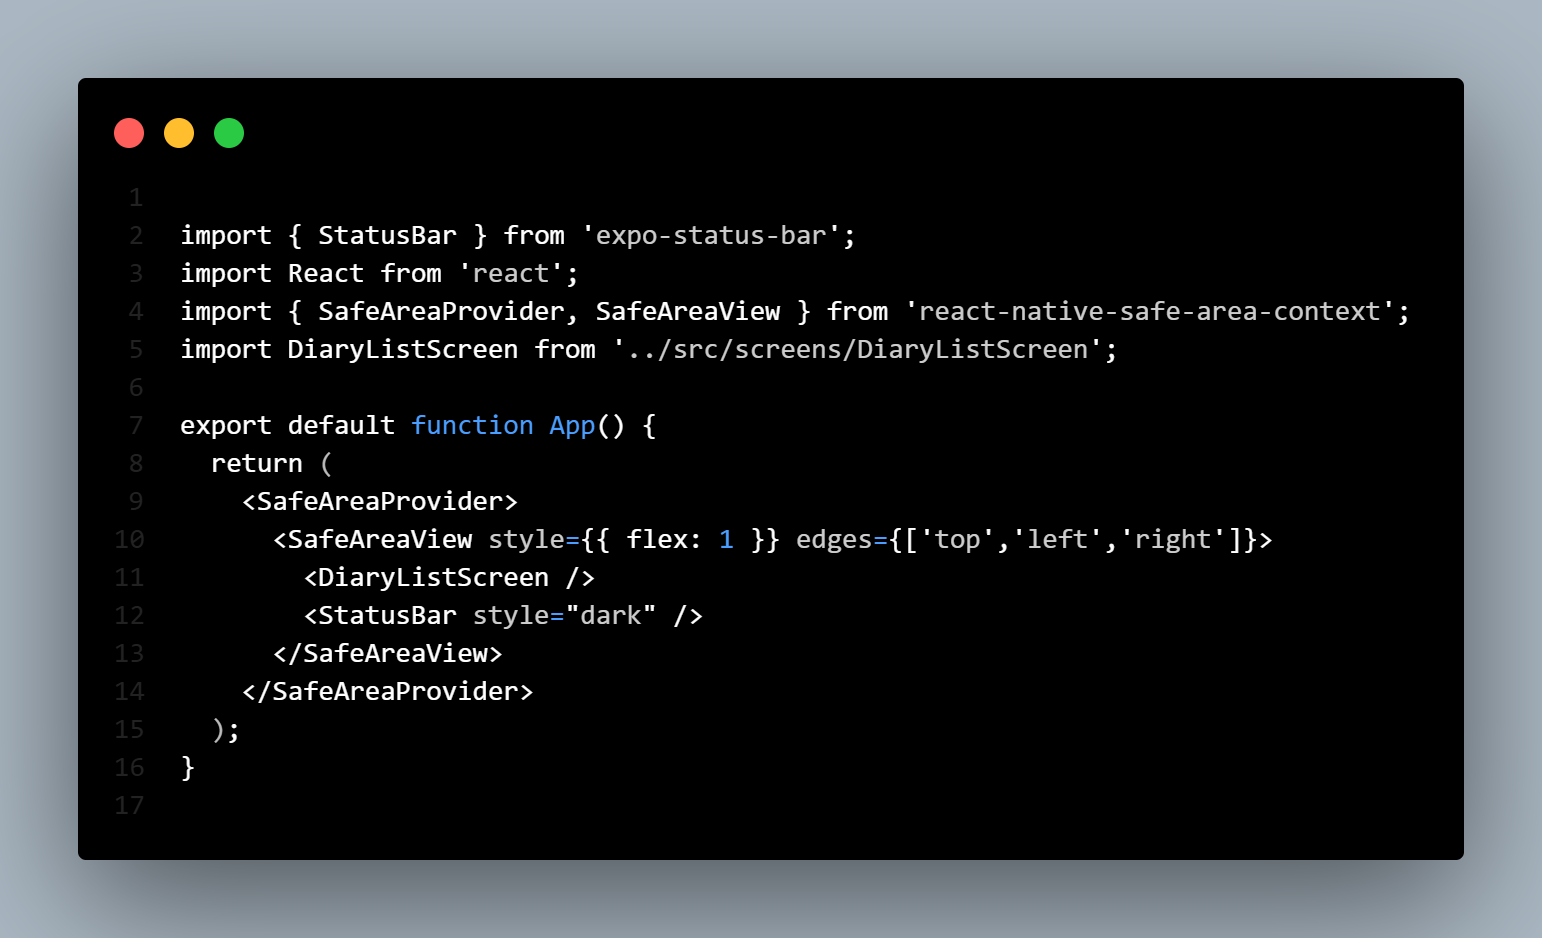 1
2 import { StatusBar } from 'expo-status-bar';
3 import React from 'react';
4 import { SafeAreaProvider, SafeAreaView } from 'react-native-safe-area-context';
5 import DiaryListScreen from '../src/screens/DiaryListScreen';
6
7 export default function App() {
8   return (
9     <SafeAreaProvider>
10       <SafeAreaView style={{ flex: 1 }} edges={['top','left','right']}>
11         <DiaryListScreen />
12         <StatusBar style="dark" />
13       </SafeAreaView>
14     </SafeAreaProvider>
15   );
16 }
17